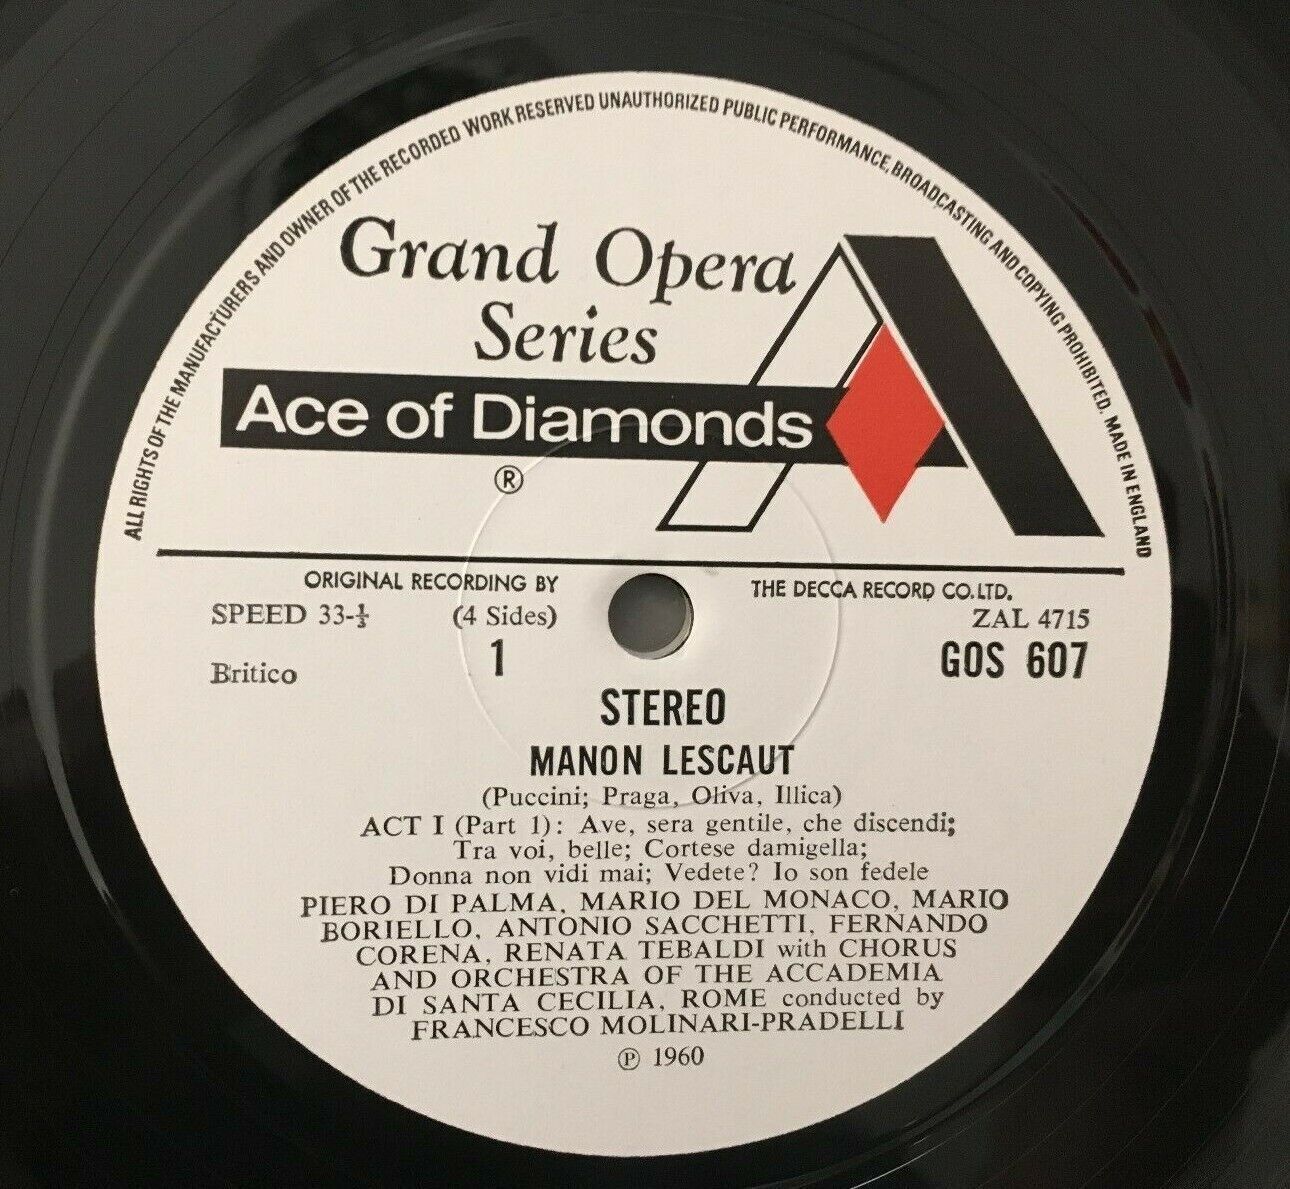 ALL RIGHTS OF THE MANUFACTURERS AND OWNER OF THE RECORDED WORK RESERVED UNAUTHORIZED PUBLIC PERFORMANCE, BROADCASTING AND COPYING PROHIBITED. MADE IN ENGLAND
Grand Opera
Series
Ace of Diamonds
®
ORIGINAL RECORDING BY THE DECCA RECORD CO. LTD.
SPEED 33-⅓ (4 Sides) ZAL 4715
Britico 1 GOS 607
STEREO
MANON LESCAUT
(Puccini; Praga, Oliva, Illica)
ACT I (Part 1): Ave, sera gentile, che discendi;
Tra voi, belle; Cortese damigella;
Donna non vidi mai; Vedete? Io son fedele
PIERO DI PALMA, MARIO DEL MONACO, MARIO
BORIELLO, ANTONIO SACCHETTI, FERNANDO
CORENA, RENATA TEBALDI with CHORUS
AND ORCHESTRA OF THE ACCADEMIA
DI SANTA CECILIA, ROME conducted by
FRANCESCO MOLINARI-PRADELLI
℗ 1960